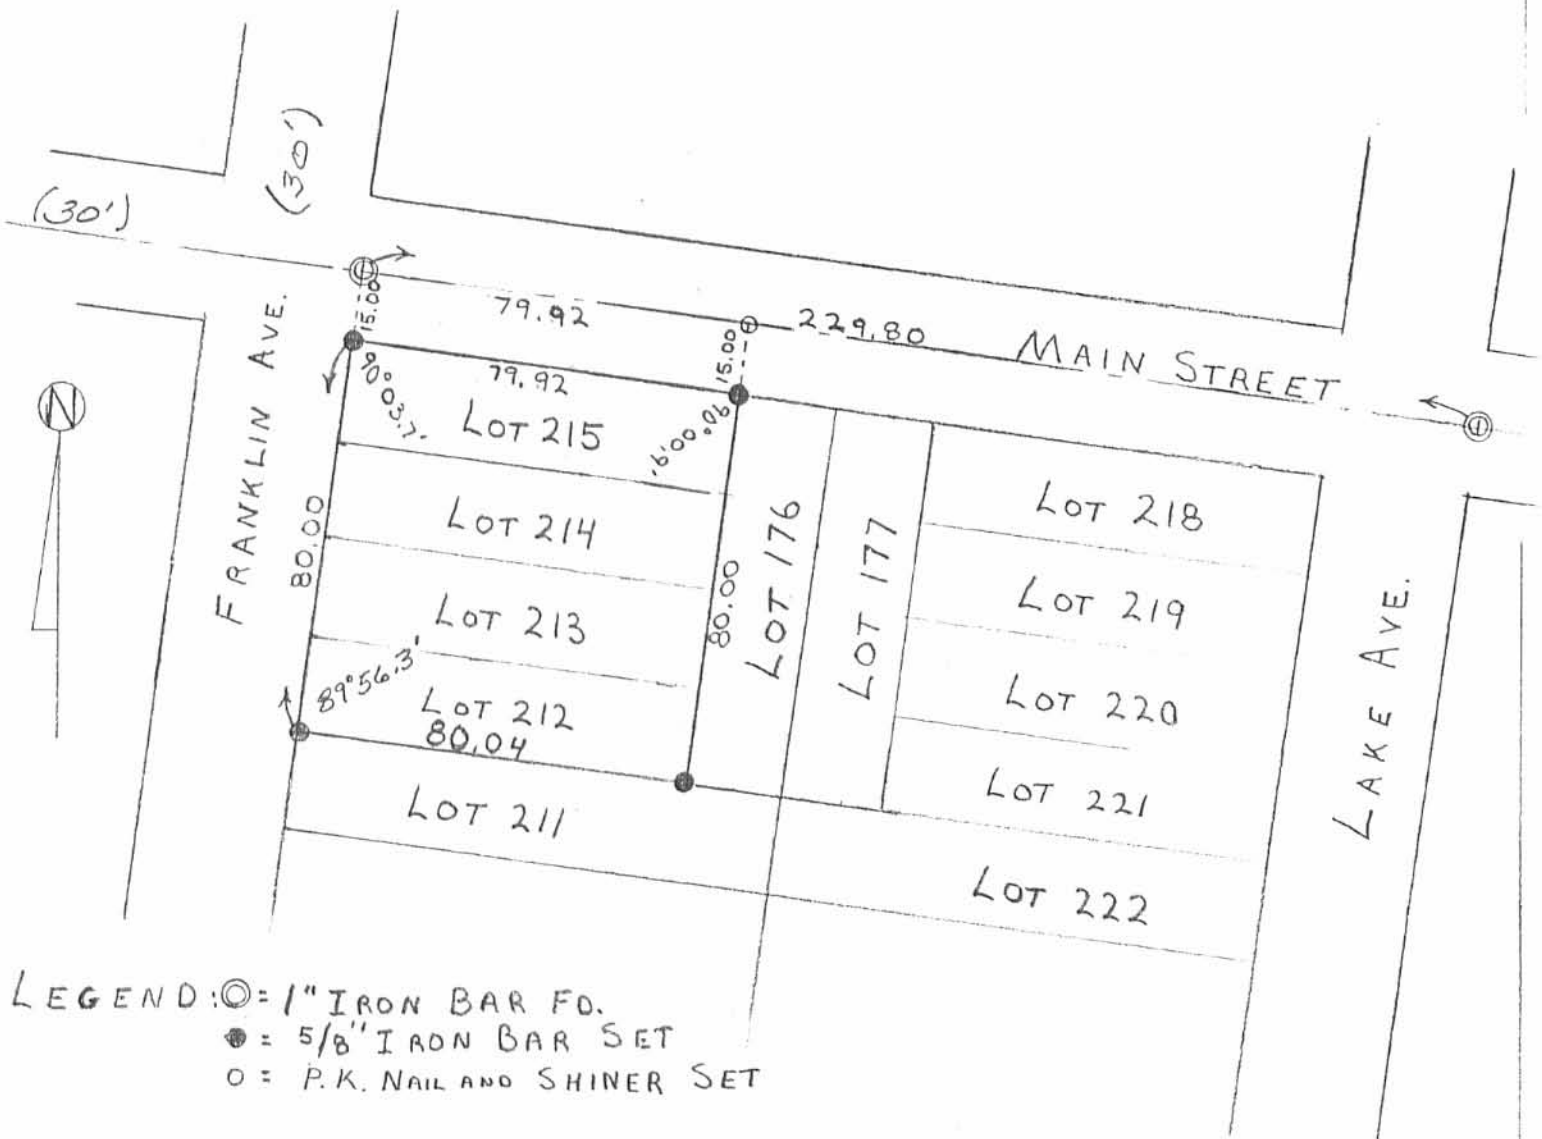 (30')
(30')
FRANKLIN AVE.
15.00
79.92
15.00
229.80
MAIN STREET
79.92
90°03.7'
90°00.9'
N
LOT 215
LOT 214
LOT 213
LOT 212
80.00
80.00
89°56.3'
80.04
LOT 211
LOT 176
LOT 177
LOT 218
LOT 219
LOT 220
LOT 221
LOT 222
LAKE AVE.
LEGEND: = 1" IRON BAR FD.
= 5/8" IRON BAR SET
= P.K. NAIL AND SHINER SET